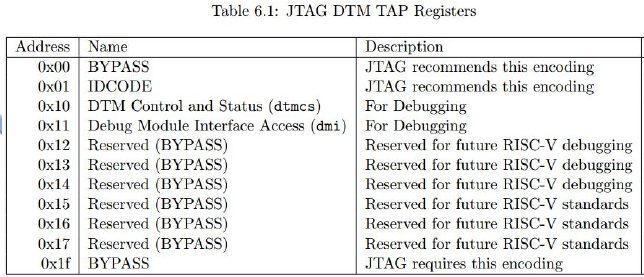 Table 6.1: JTAG DTM TAP Registers
Address Name Description
0x00 BYPASS JTAG recommends this encoding
0x01 IDCODE JTAG recommends this encoding
0x10 DTM Control and Status (dtmcs) For Debugging
0x11 Debug Module Interface Access (dmi) For Debugging
0x12 Reserved (BYPASS) Reserved for future RISC-V debugging
0x13 Reserved (BYPASS) Reserved for future RISC-V debugging
0x14 Reserved (BYPASS) Reserved for future RISC-V debugging
0x15 Reserved (BYPASS) Reserved for future RISC-V standards
0x16 Reserved (BYPASS) Reserved for future RISC-V standards
0x17 Reserved (BYPASS) Reserved for future RISC-V standards
0x1f BYPASS JTAG requires this encoding